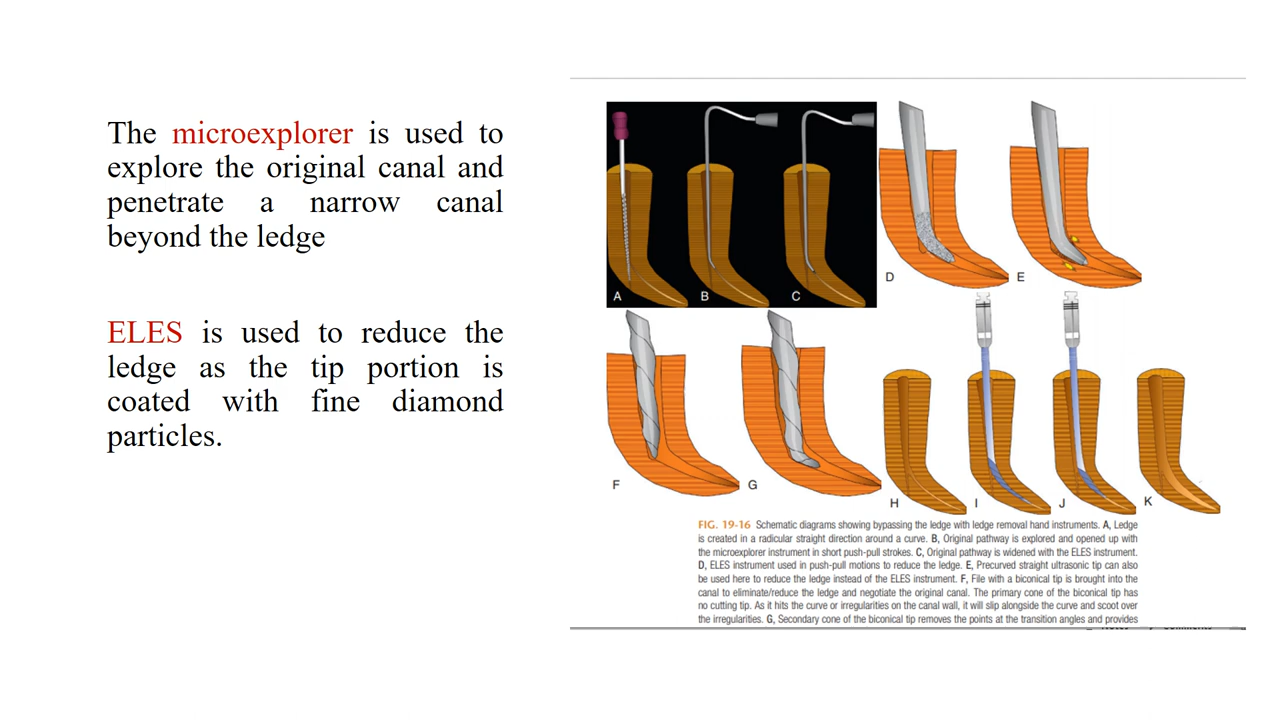 The microexplorer is used to
explore the original canal and
penetrate a narrow canal
beyond the ledge
ELES is used to reduce the
ledge as the tip portion is
coated with fine diamond
particles.
A
B
C
D
E
F
G
H
I
J
K
FIG. 19-16 Schematic diagrams showing bypassing the ledge with ledge removal hand instruments. A, Ledge
is created in a radicular straight direction around a curve. B, Original pathway is explored and opened up with
the microexplorer instrument in short push-pull strokes. C, Original pathway is widened with the ELES instrument.
D, ELES instrument used in push-pull motions to reduce the ledge. E, Precurved straight ultrasonic tip can also
be used here to reduce the ledge instead of the ELES instrument. F, File with a biconical tip is brought into the
canal to eliminate/reduce the ledge and negotiate the original canal. The primary cone of the biconical tip has
no cutting tip. As it hits the curve or irregularities on the canal wall, it will slip alongside the curve and scoot over
the irregularities. G, Secondary cone of the biconical tip removes the points at the transition angles and provides